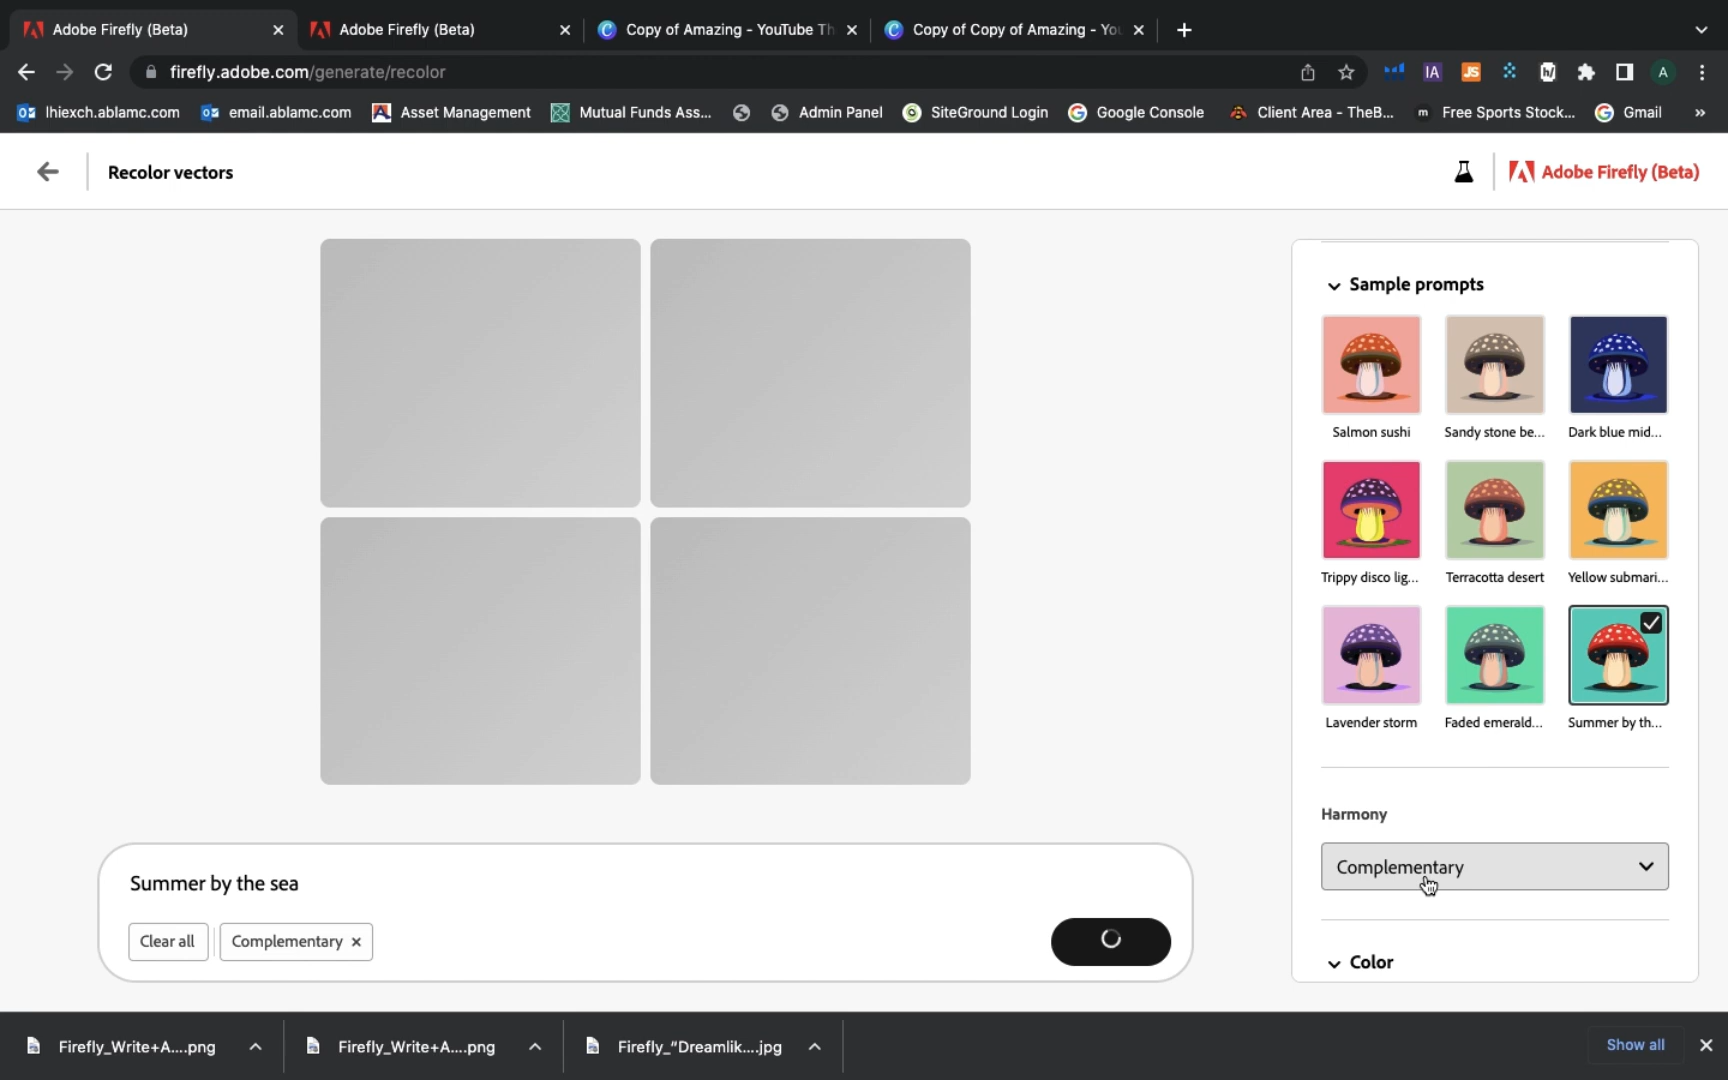 Adobe Firefly (Beta)
Adobe Firefly (Beta)
Copy of Amazing - YouTube Th
Copy of Copy of Amazing - You
firefly.adobe.com/generate/recolor
IA
JS
A
lhiexch.ablamc.com
email.ablamc.com
Asset Management
Mutual Funds Ass...
Admin Panel
SiteGround Login
Google Console
Client Area - TheB...
m
Free Sports Stock...
Gmail
»
Recolor vectors
Adobe Firefly (Beta)
Sample prompts
Salmon sushi
Sandy stone be...
Dark blue mid...
Trippy disco lig...
Terracotta desert
Yellow submari...
Lavender storm
Faded emerald...
Summer by th...
Harmony
Complementary
Color
Summer by the sea
Clear all
Complementary ×
Firefly_Write+A....png
Firefly_Write+A....png
Firefly_"Dreamlik....jpg
Show all